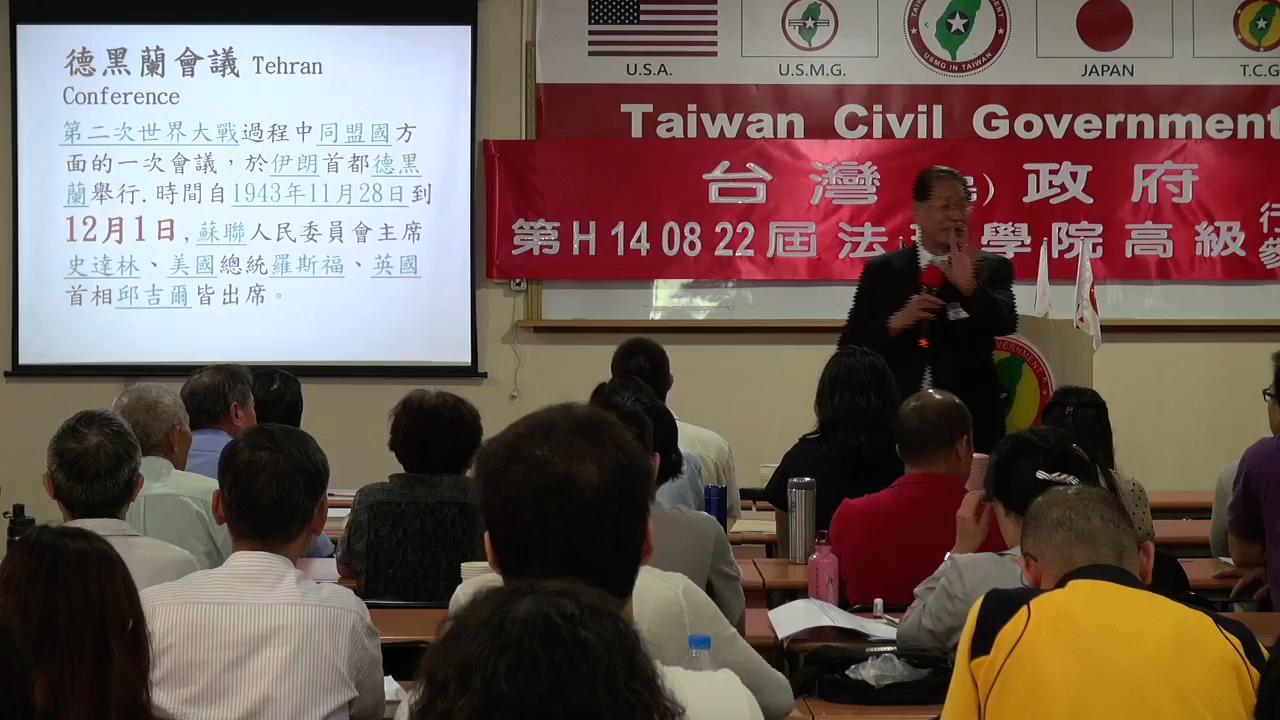 德黑蘭會議 Tehran
Conference
第二次世界大戰過程中同盟國方
面的一次會議，於伊朗首都德黑
蘭舉行,時間自1943年11月28日到
12月1日,蘇聯人民委員會主席
史達林、美國總統羅斯福、英國
首相邱吉爾皆出席。
U.S.A.
U.S.M.G.
USMG IN TAIWAN
JAPAN
T.C.G
Taiwan Civil Government
台灣 政府
第H 14 08 22屆法 學院高級